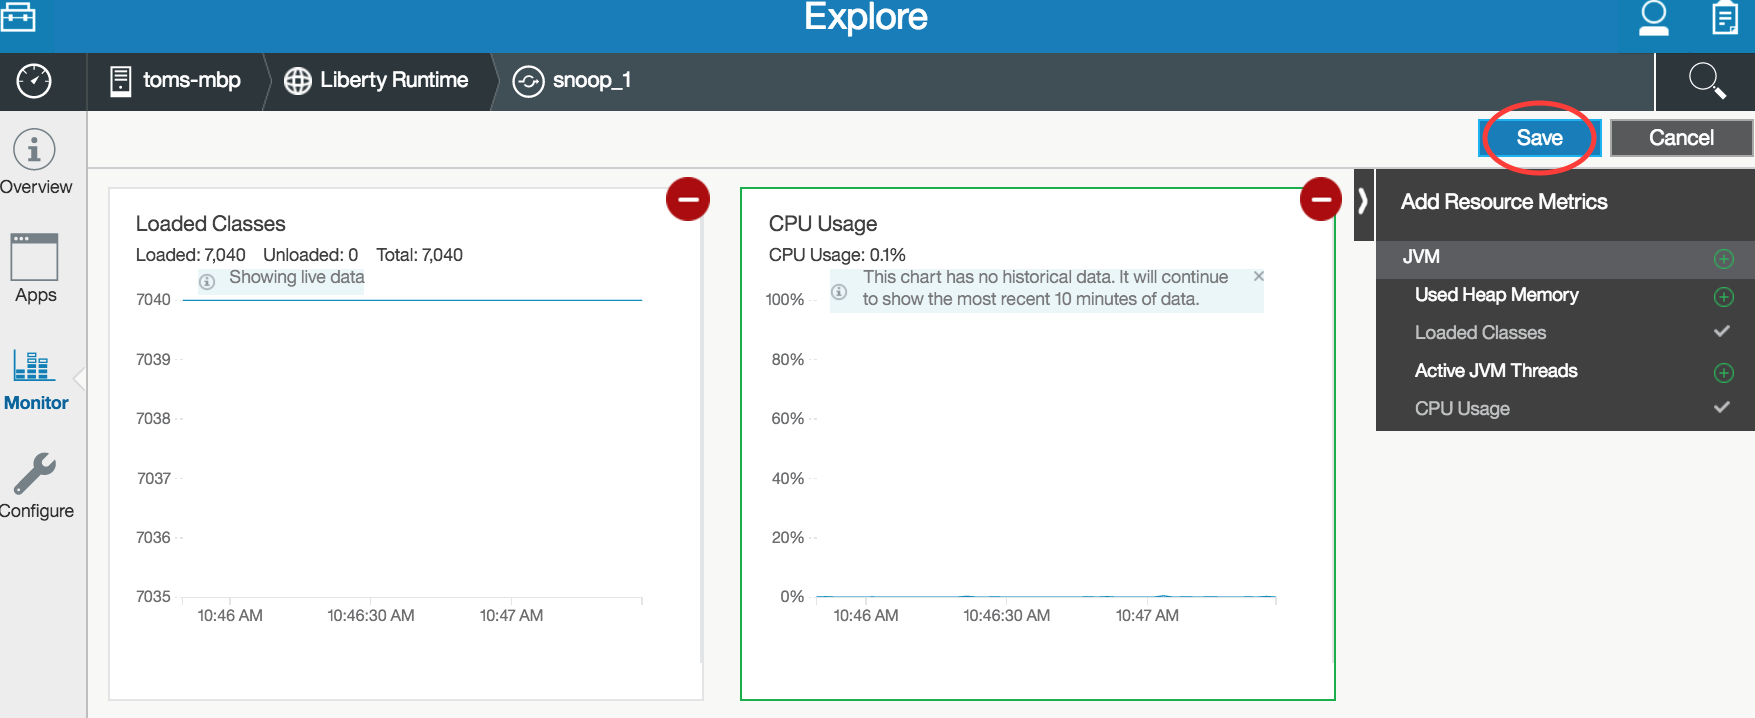 Explore
toms-mbp
Liberty Runtime
snoop_1
Save
Cancel
Overview
Apps
Monitor
Configure
Loaded Classes
Loaded: 7,040 Unloaded: 0 Total: 7,040
Showing live data
7040
7039
7038
7037
7036
7035
10:46 AM 10:46:30 AM 10:47 AM
CPU Usage
CPU Usage: 0.1%
This chart has no historical data. It will continue
to show the most recent 10 minutes of data.
100%
80%
60%
40%
20%
0%
10:46 AM 10:46:30 AM 10:47 AM
Add Resource Metrics
JVM
Used Heap Memory
Loaded Classes
Active JVM Threads
CPU Usage